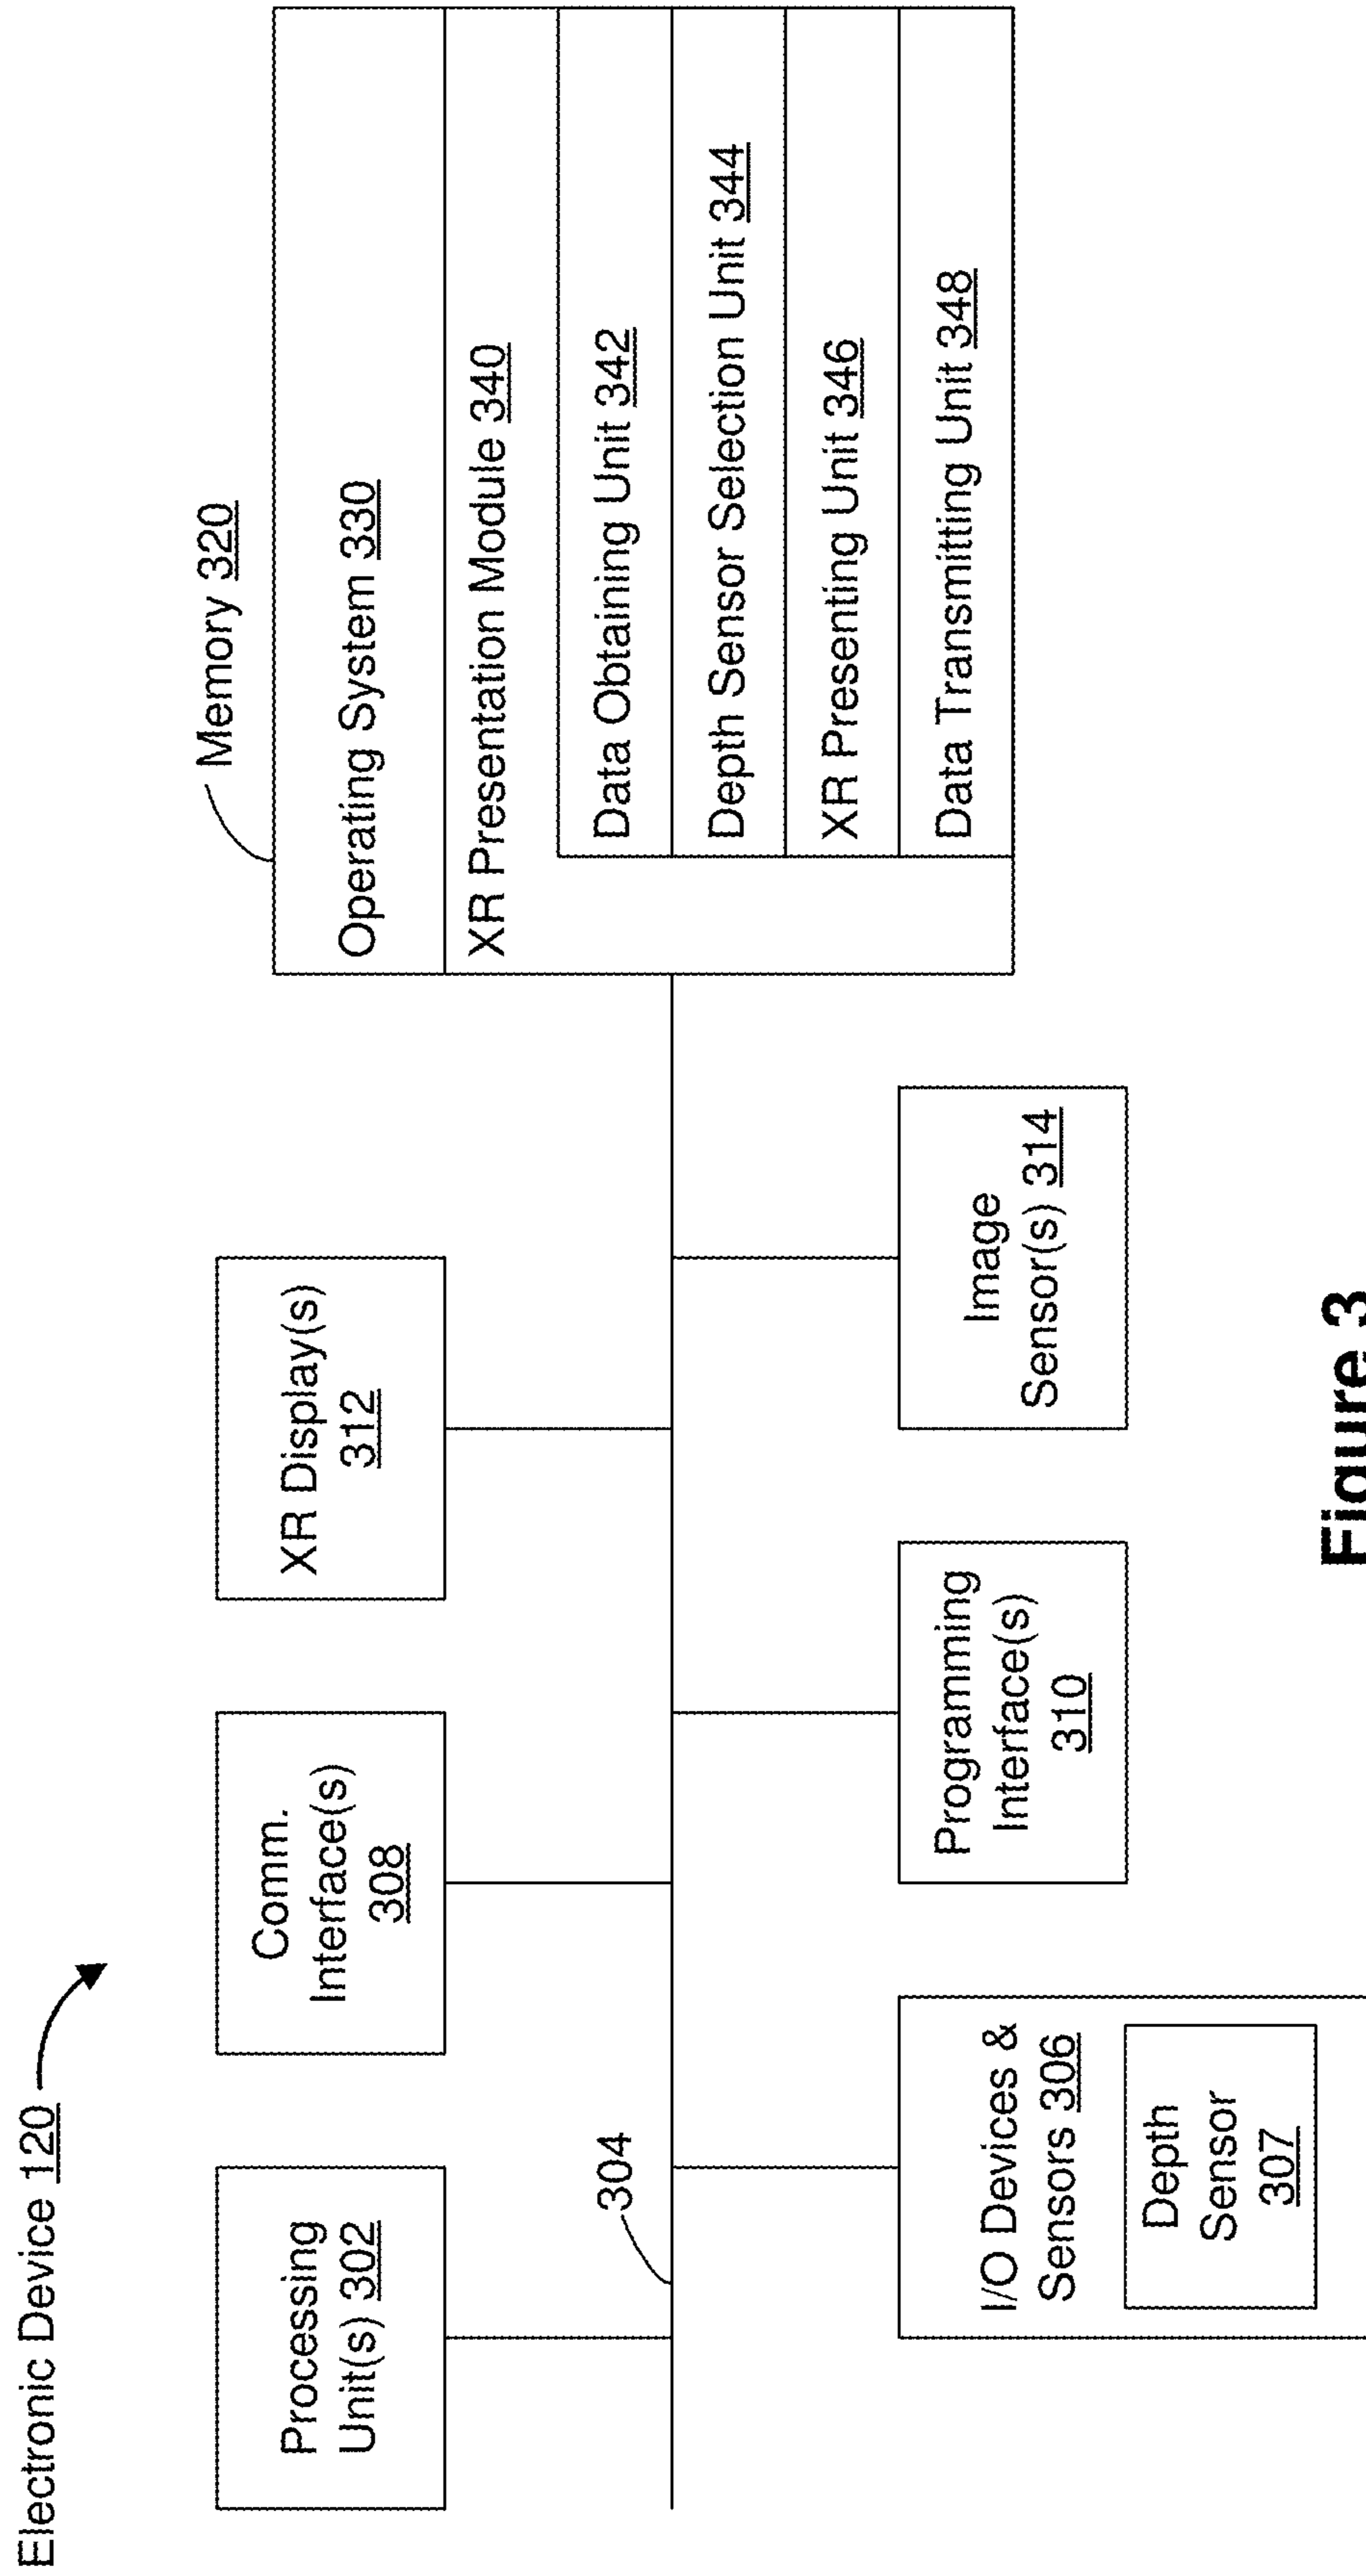 Electronic Device 120
Processing
Unit(s) 302
Comm.
Interface(s)
308
XR Display(s)
312
Memory 320
Operating System 330
XR Presentation Module 340
Data Obtaining Unit 342
Depth Sensor Selection Unit 344
XR Presenting Unit 346
Data Transmitting Unit 348
304
I/O Devices &
Sensors 306
Depth
Sensor
307
Programming
Interface(s)
310
Image
Sensor(s) 314
Figure 3